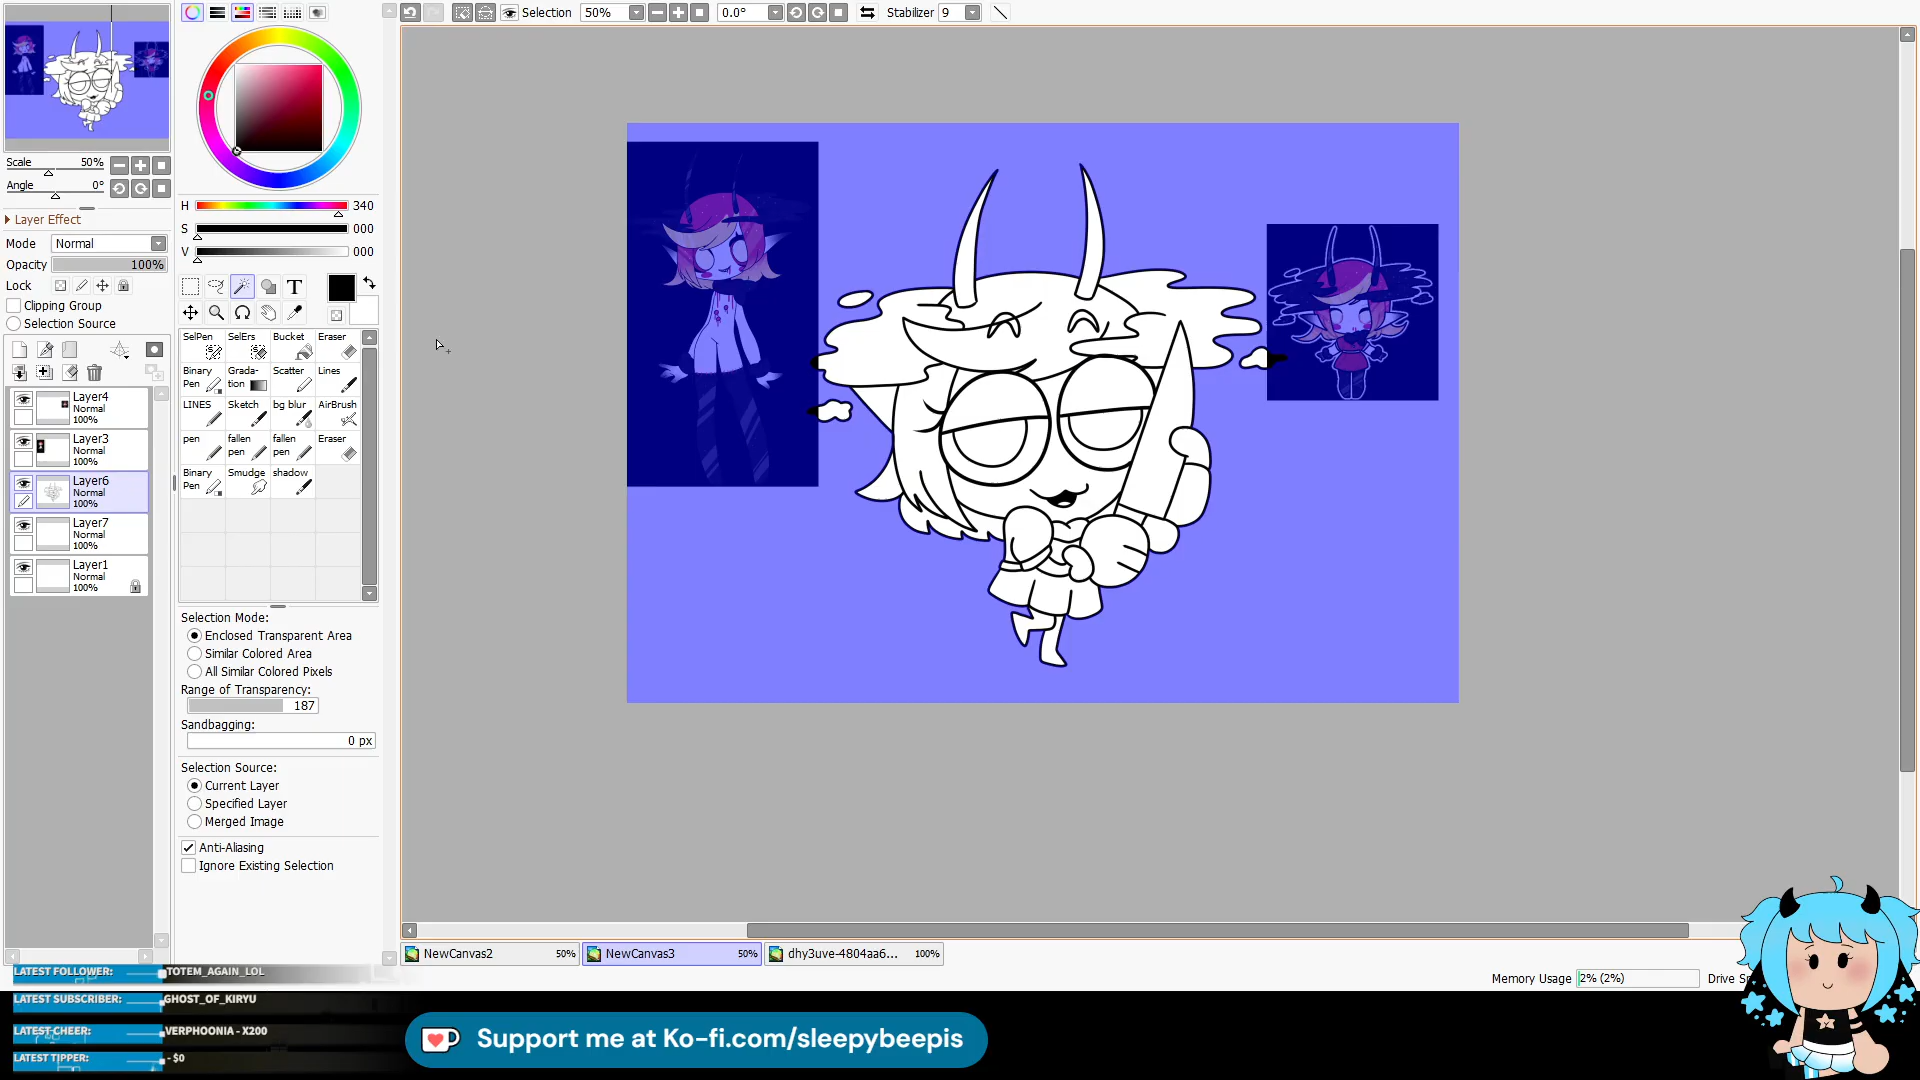 Selection 50% 0.0° Stabilizer 9
Scale 50%
Angle 0°
Layer Effect
Mode Normal
Opacity 100%
Lock
Clipping Group
Selection Source
Layer4
Normal
100%
Layer3
Normal
100%
Layer6
Normal
100%
Layer7
Normal
100%
Layer1
Normal
100%
H 340
S 000
V 000
T
SelPen SelErs Bucket Eraser
Binary Pen Grada-tion Scatter Lines
LINES Sketch bg blur AirBrush
pen fallen pen fallen pen Eraser
Binary Pen Smudge shadow
Selection Mode:
Enclosed Transparent Area
Similar Colored Area
All Similar Colored Pixels
Range of Transparency:
187
Sandbagging:
0 px
Selection Source:
Current Layer
Specified Layer
Merged Image
Anti-Aliasing
Ignore Existing Selection
NewCanvas2 50% NewCanvas3 50% dhy3uve-4804aa6... 100%
Memory Usage 2% (2%) Drive
LATEST FOLLOWER: TOTEM_AGAIN_LOL
LATEST SUBSCRIBER: GHOST_OF_KIRYU
LATEST CHEER: VERPHOONIA - X200
LATEST TIPPER: - $0
Support me at Ko-fi.com/sleepybeepis